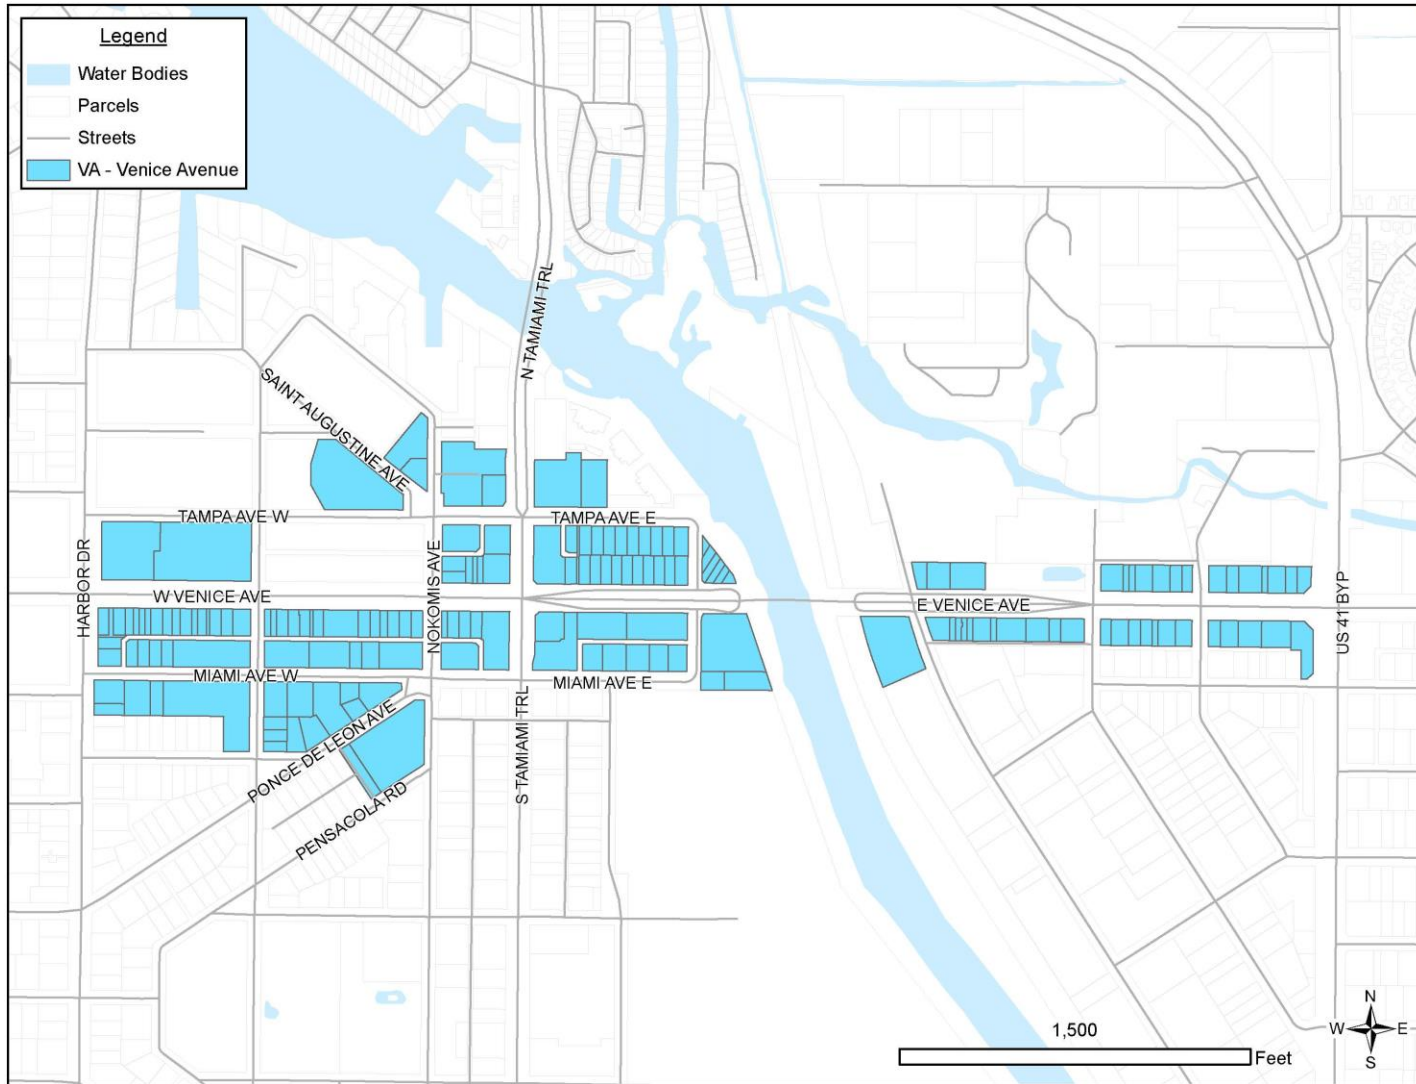 Legend
Water Bodies
Parcels
Streets
VA - Venice Avenue
N TAMIAMI TRL
SAINT AUGUSTINE AVE
TAMPA AVE W
TAMPA AVE E
HARBOR DR
NOKOMIS AVE
W VENICE AVE
E VENICE AVE
US 41 BYP
MIAMI AVE W
MIAMI AVE E
PONCE DE LEON AVE
S TAMIAMI TRL
PENSACOLA RD
1,500
Feet
N
W
E
S